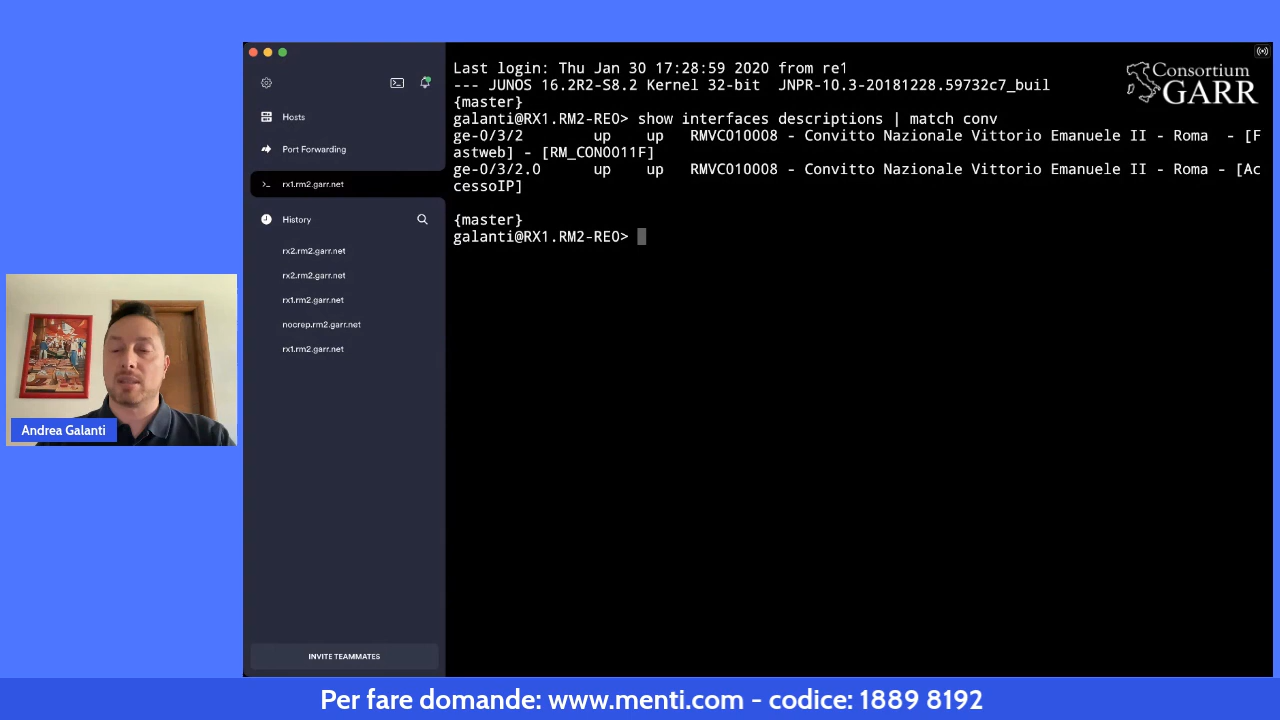 Last login: Thu Jan 30 17:28:59 2020 from re1
--- JUNOS 16.2R2-S8.2 Kernel 32-bit  JNPR-10.3-20181228.59732c7_buil
{master}
galanti@RX1.RM2-RE0> show interfaces descriptions | match conv
ge-0/3/2        up    up   RMVC010008 - Convitto Nazionale Vittorio Emanuele II - Roma  - [F
astweb] - [RM_CON0011F]
ge-0/3/2.0      up    up   RMVC010008 - Convitto Nazionale Vittorio Emanuele II - Roma - [Ac
cessoIP]
{master}
galanti@RX1.RM2-RE0>
Consortium
GARR
Hosts
Port Forwarding
rx1.rm2.garr.net
History
rx2.rm2.garr.net
rx2.rm2.garr.net
rx1.rm2.garr.net
nocrep.rm2.garr.net
rx1.rm2.garr.net
INVITE TEAMMATES
Andrea Galanti
Per fare domande: www.menti.com - codice: 1889 8192